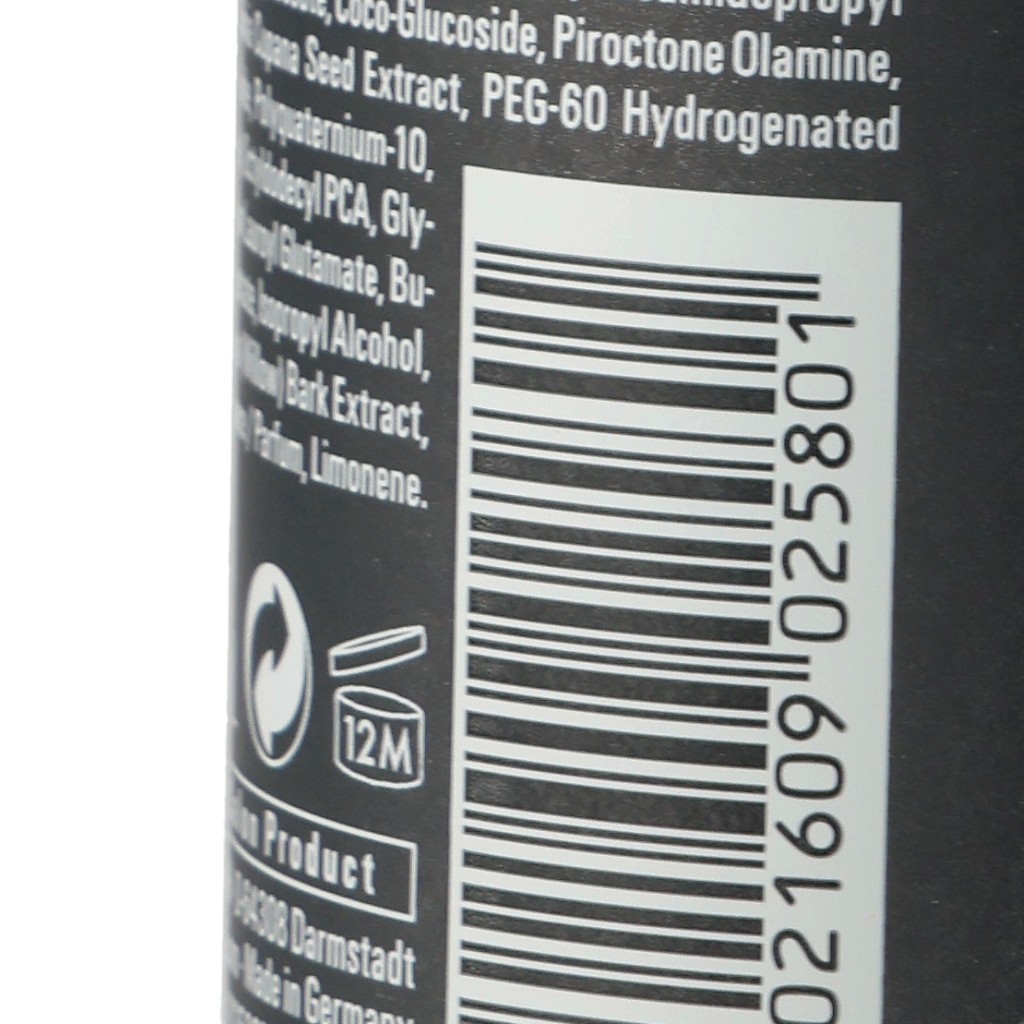 Coco-Glucoside, Piroctone Olamine,
Seed Extract, PEG-60 Hydrogenated
Polyquaternium-10,
PCA, Gly-
Glutamate, Bu-
Isopropyl Alcohol,
Bark Extract,
Parfum, Limonene.
12M
Product
Darmstadt
Made in Germany
021609 025801